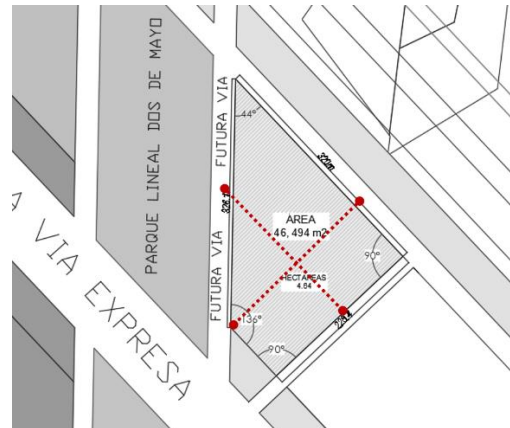 PARQUE LINEAL DOS DE MAYO
FUTURA VIA
44°
AREA
46, 494 m2
FUTURA VIA
90°
HECTAREAS
4.64
136°
90°
A VIA EXPRESA